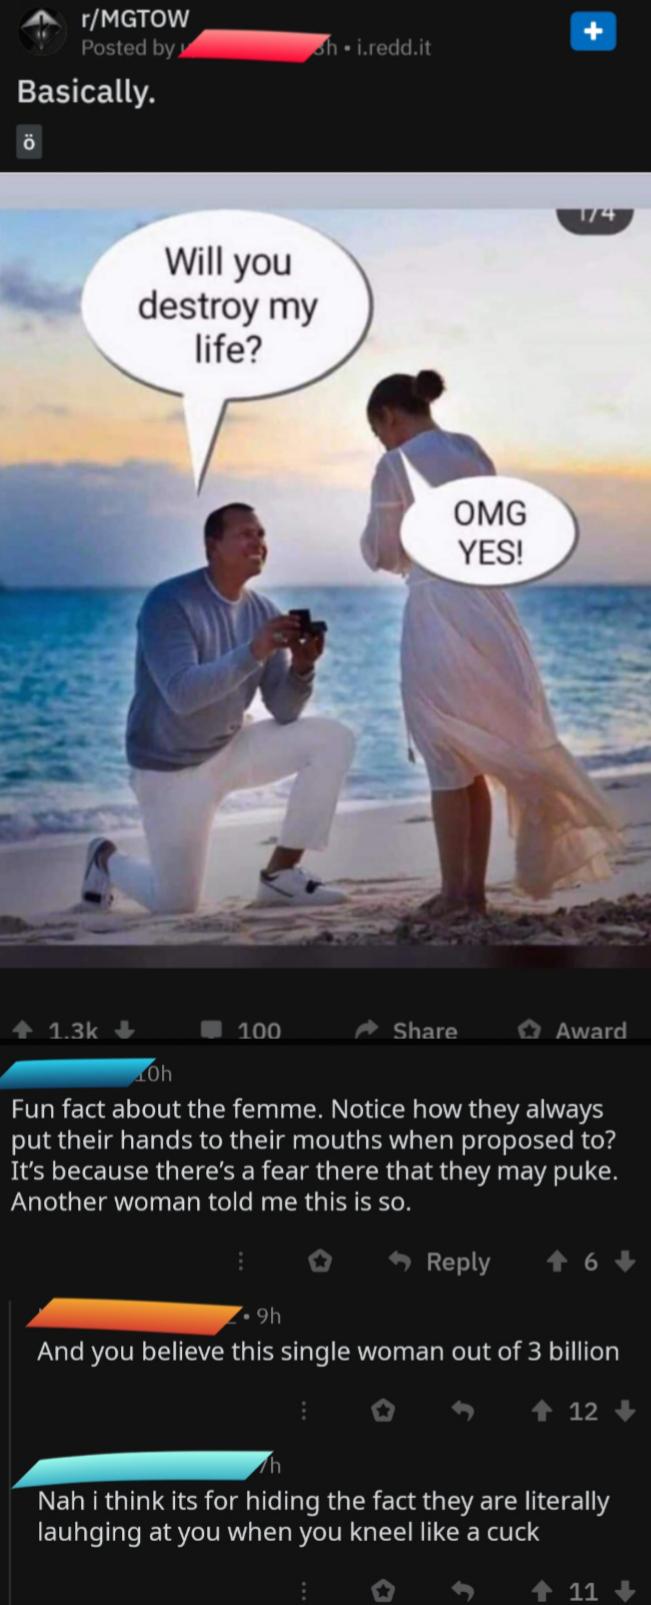 r/MGTOW
Posted by
h • i.redd.it
Basically.
ö
1/4
Will you
destroy my
life?
OMG
YES!
1.3k
100
Share
Award
10h
Fun fact about the femme. Notice how they always
put their hands to their mouths when proposed to?
It's because there's a fear there that they may puke.
Another woman told me this is so.
Reply
6
• 9h
And you believe this single woman out of 3 billion
12
7h
Nah i think its for hiding the fact they are literally
lauhging at you when you kneel like a cuck
11